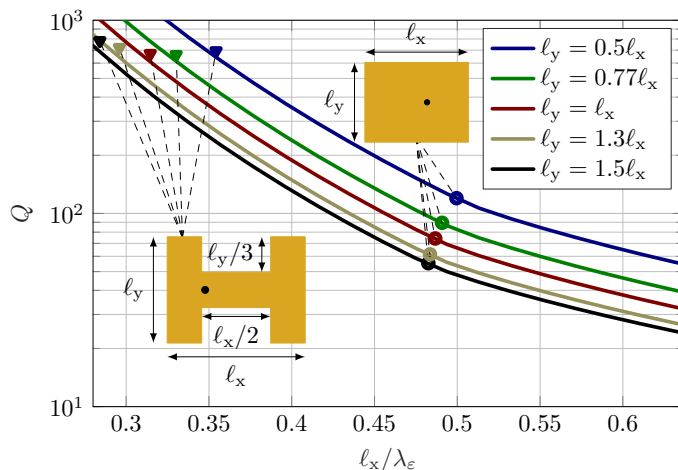 10³
10²
10¹
Q
0.3
0.35
0.4
0.45
0.5
0.55
0.6
ℓx/λε
ℓx
ℓy
ℓy = 0.5ℓx
ℓy = 0.77ℓx
ℓy = ℓx
ℓy = 1.3ℓx
ℓy = 1.5ℓx
ℓy
ℓy/3
ℓx/2
ℓx